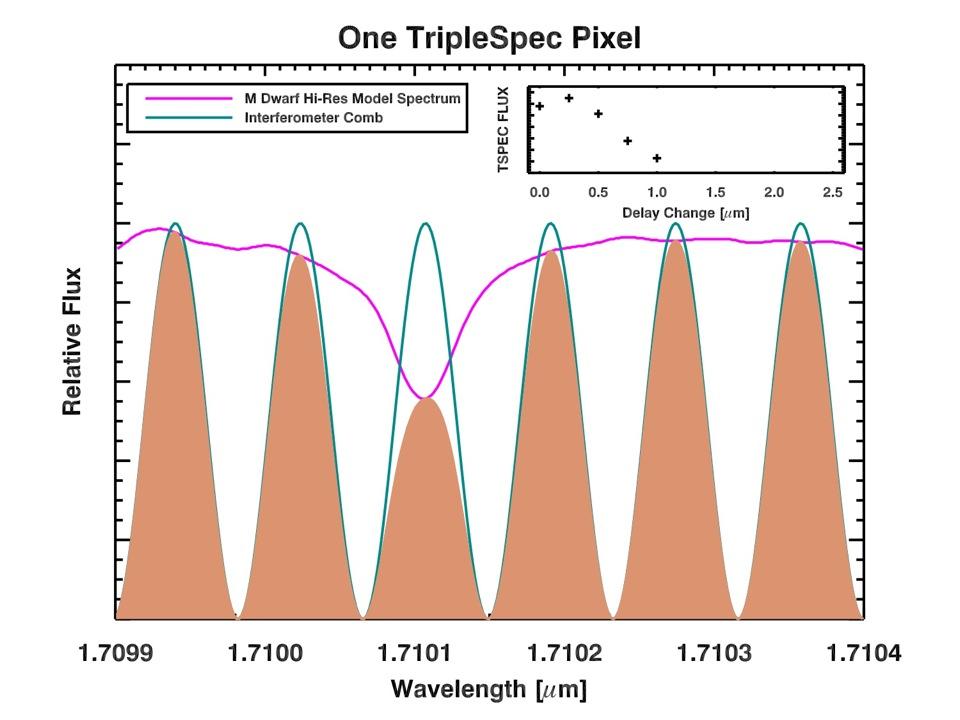 One TripleSpec Pixel
M Dwarf Hi-Res Model Spectrum
Interferometer Comb
TSPEC FLUX
0.0 0.5 1.0 1.5 2.0 2.5
Delay Change [μm]
Relative Flux
1.7099 1.7100 1.7101 1.7102 1.7103 1.7104
Wavelength [μm]